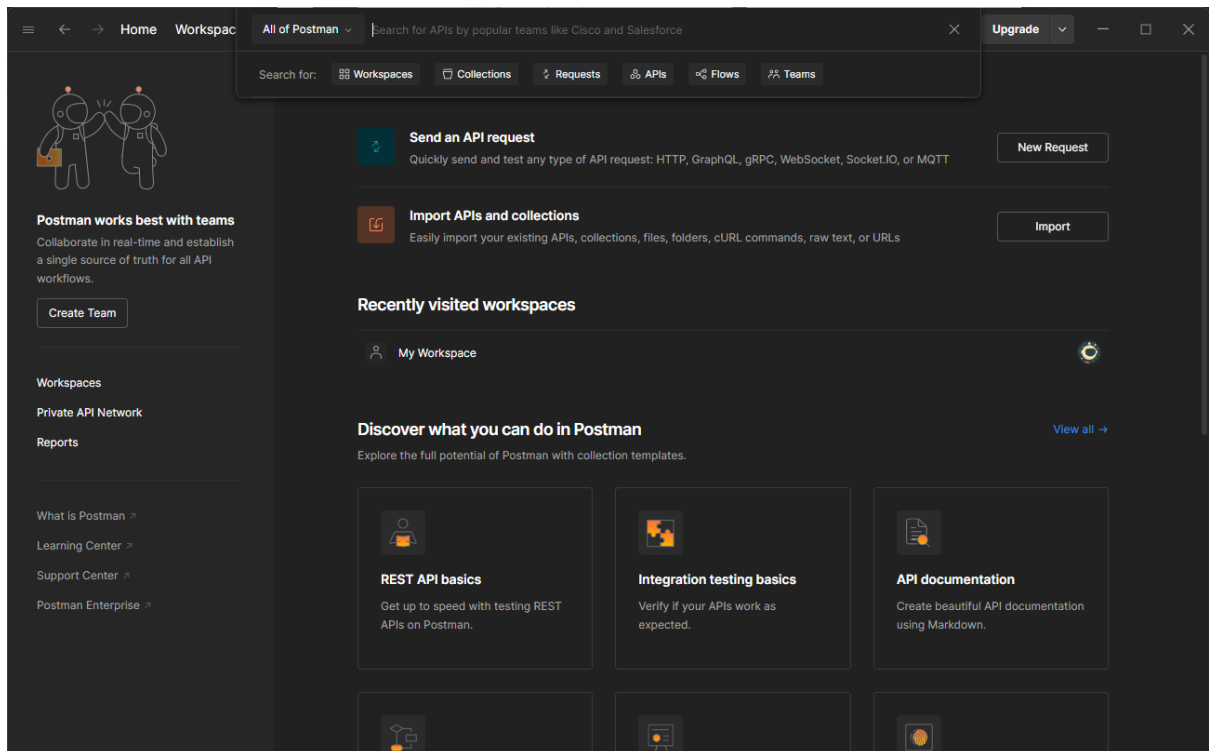 Home Workspac All of Postman Search for APIs by popular teams like Cisco and Salesforce Upgrade
Search for: Workspaces Collections Requests APIs Flows Teams
Postman works best with teams
Collaborate in real-time and establish
a single source of truth for all API
workflows.
Create Team
Workspaces
Private API Network
Reports
What is Postman
Learning Center
Support Center
Postman Enterprise
Send an API request
Quickly send and test any type of API request: HTTP, GraphQL, gRPC, WebSocket, Socket.IO, or MQTT
New Request
Import APIs and collections
Easily import your existing APIs, collections, files, folders, cURL commands, raw text, or URLs
Import
Recently visited workspaces
My Workspace
Discover what you can do in Postman
View all →
Explore the full potential of Postman with collection templates.
REST API basics
Get up to speed with testing REST
APIs on Postman.
Integration testing basics
Verify if your APIs work as
expected.
API documentation
Create beautiful API documentation
using Markdown.